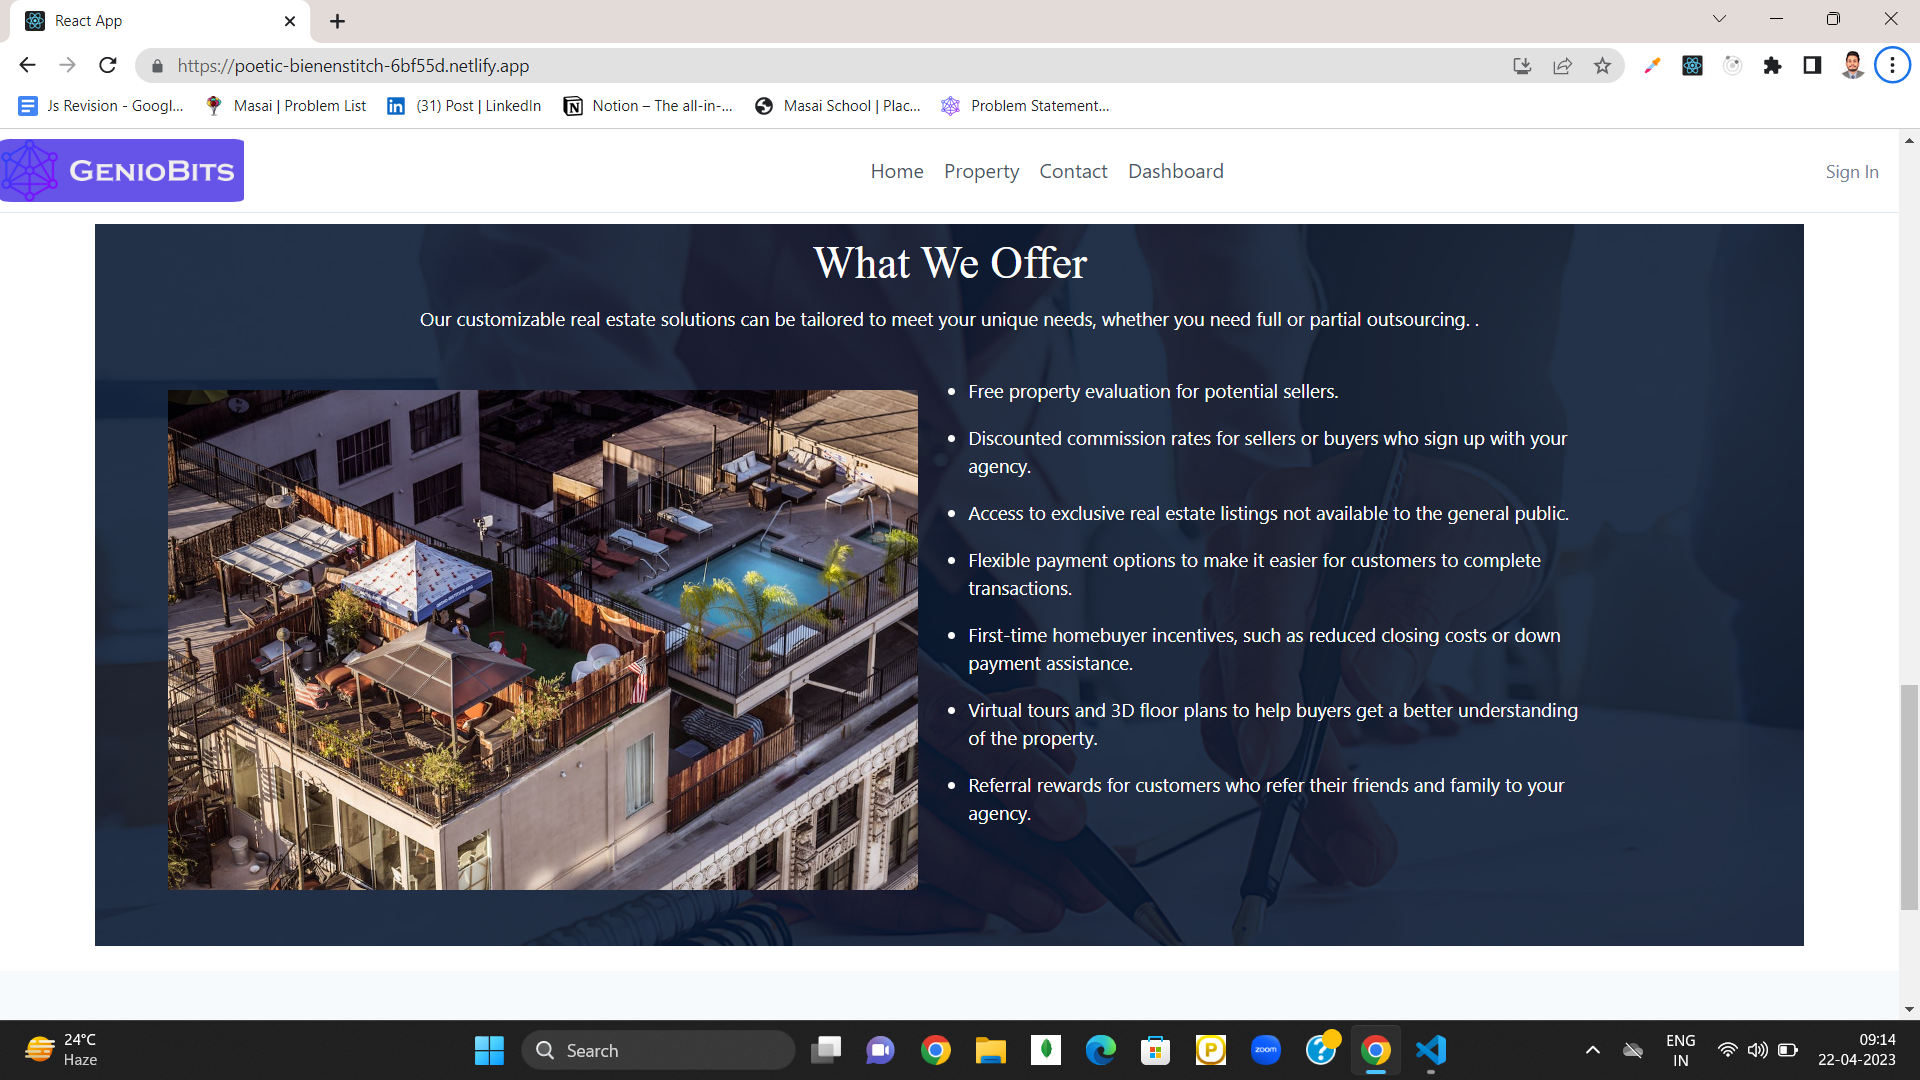 React App
https://poetic-bienenstitch-6bf55d.netlify.app
Js Revision - Googl...
Masai | Problem List
(31) Post | LinkedIn
Notion – The all-in-...
Masai School | Plac...
Problem Statement...
GENIOBITS
Home
Property
Contact
Dashboard
Sign In
What We Offer
Our customizable real estate solutions can be tailored to meet your unique needs, whether you need full or partial outsourcing. .
Free property evaluation for potential sellers.
Discounted commission rates for sellers or buyers who sign up with your
agency.
Access to exclusive real estate listings not available to the general public.
Flexible payment options to make it easier for customers to complete
transactions.
First-time homebuyer incentives, such as reduced closing costs or down
payment assistance.
Virtual tours and 3D floor plans to help buyers get a better understanding
of the property.
Referral rewards for customers who refer their friends and family to your
agency.
24°C
Haze
Search
zoom
ENG
IN
09:14
22-04-2023